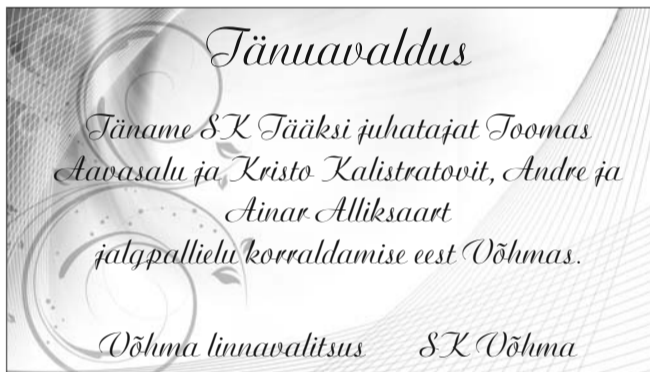 Tänuavaldus
Täname SK Tääksi juhatajat Toomas
Aavasalu ja Kristo Kalistratovit, Andre ja
Ainar Alliksaart
jalgpallielu korraldamise eest Võhmas.
Võhma linnavalitsus SK Võhma